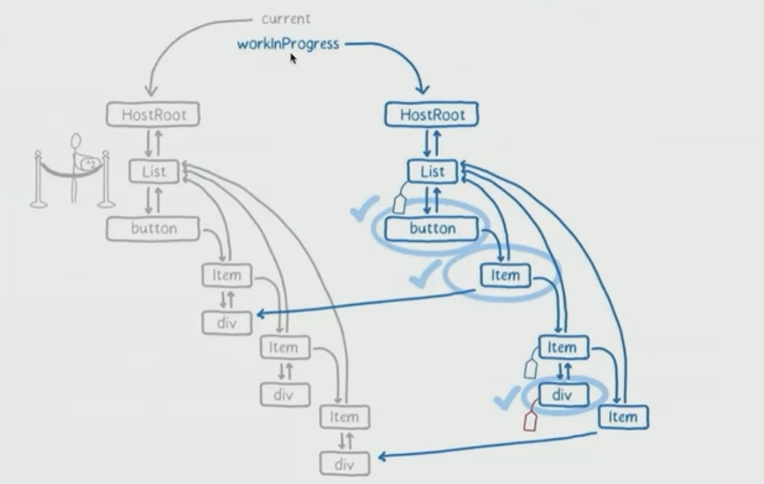 current
workInProgress
HostRoot
List
button
Item
div
Item
div
Item
div
HostRoot
List
button
Item
Item
div
Item